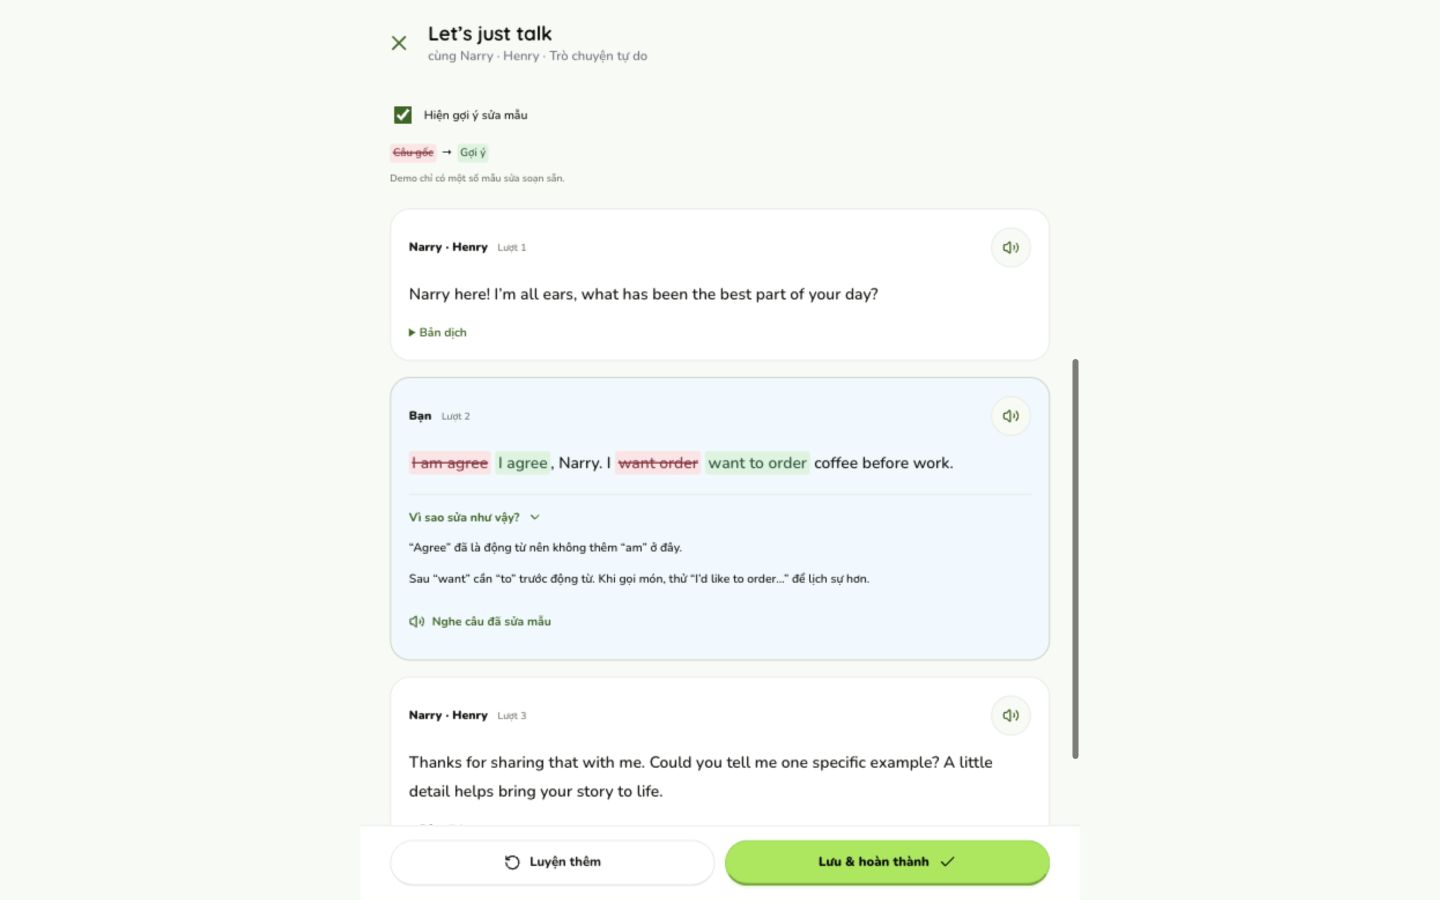 Let’s just talk
cùng Narry · Henry · Trò chuyện tự do
Hiện gợi ý sửa mẫu
Câu gốc → Gợi ý
Demo chỉ có một số mẫu sửa soạn sẵn.
Narry · Henry Lượt 1
Narry here! I’m all ears, what has been the best part of your day?
Bản dịch
Bạn Lượt 2
I am agree I agree, Narry. I want order want to order coffee before work.
Vì sao sửa như vậy?
“Agree” đã là động từ nên không thêm “am” ở đây.
Sau “want” cần “to” trước động từ. Khi gọi món, thử “I’d like to order…” để lịch sự hơn.
Nghe câu đã sửa mẫu
Narry · Henry Lượt 3
Thanks for sharing that with me. Could you tell me one specific example? A little
detail helps bring your story to life.
Luyện thêm
Lưu & hoàn thành